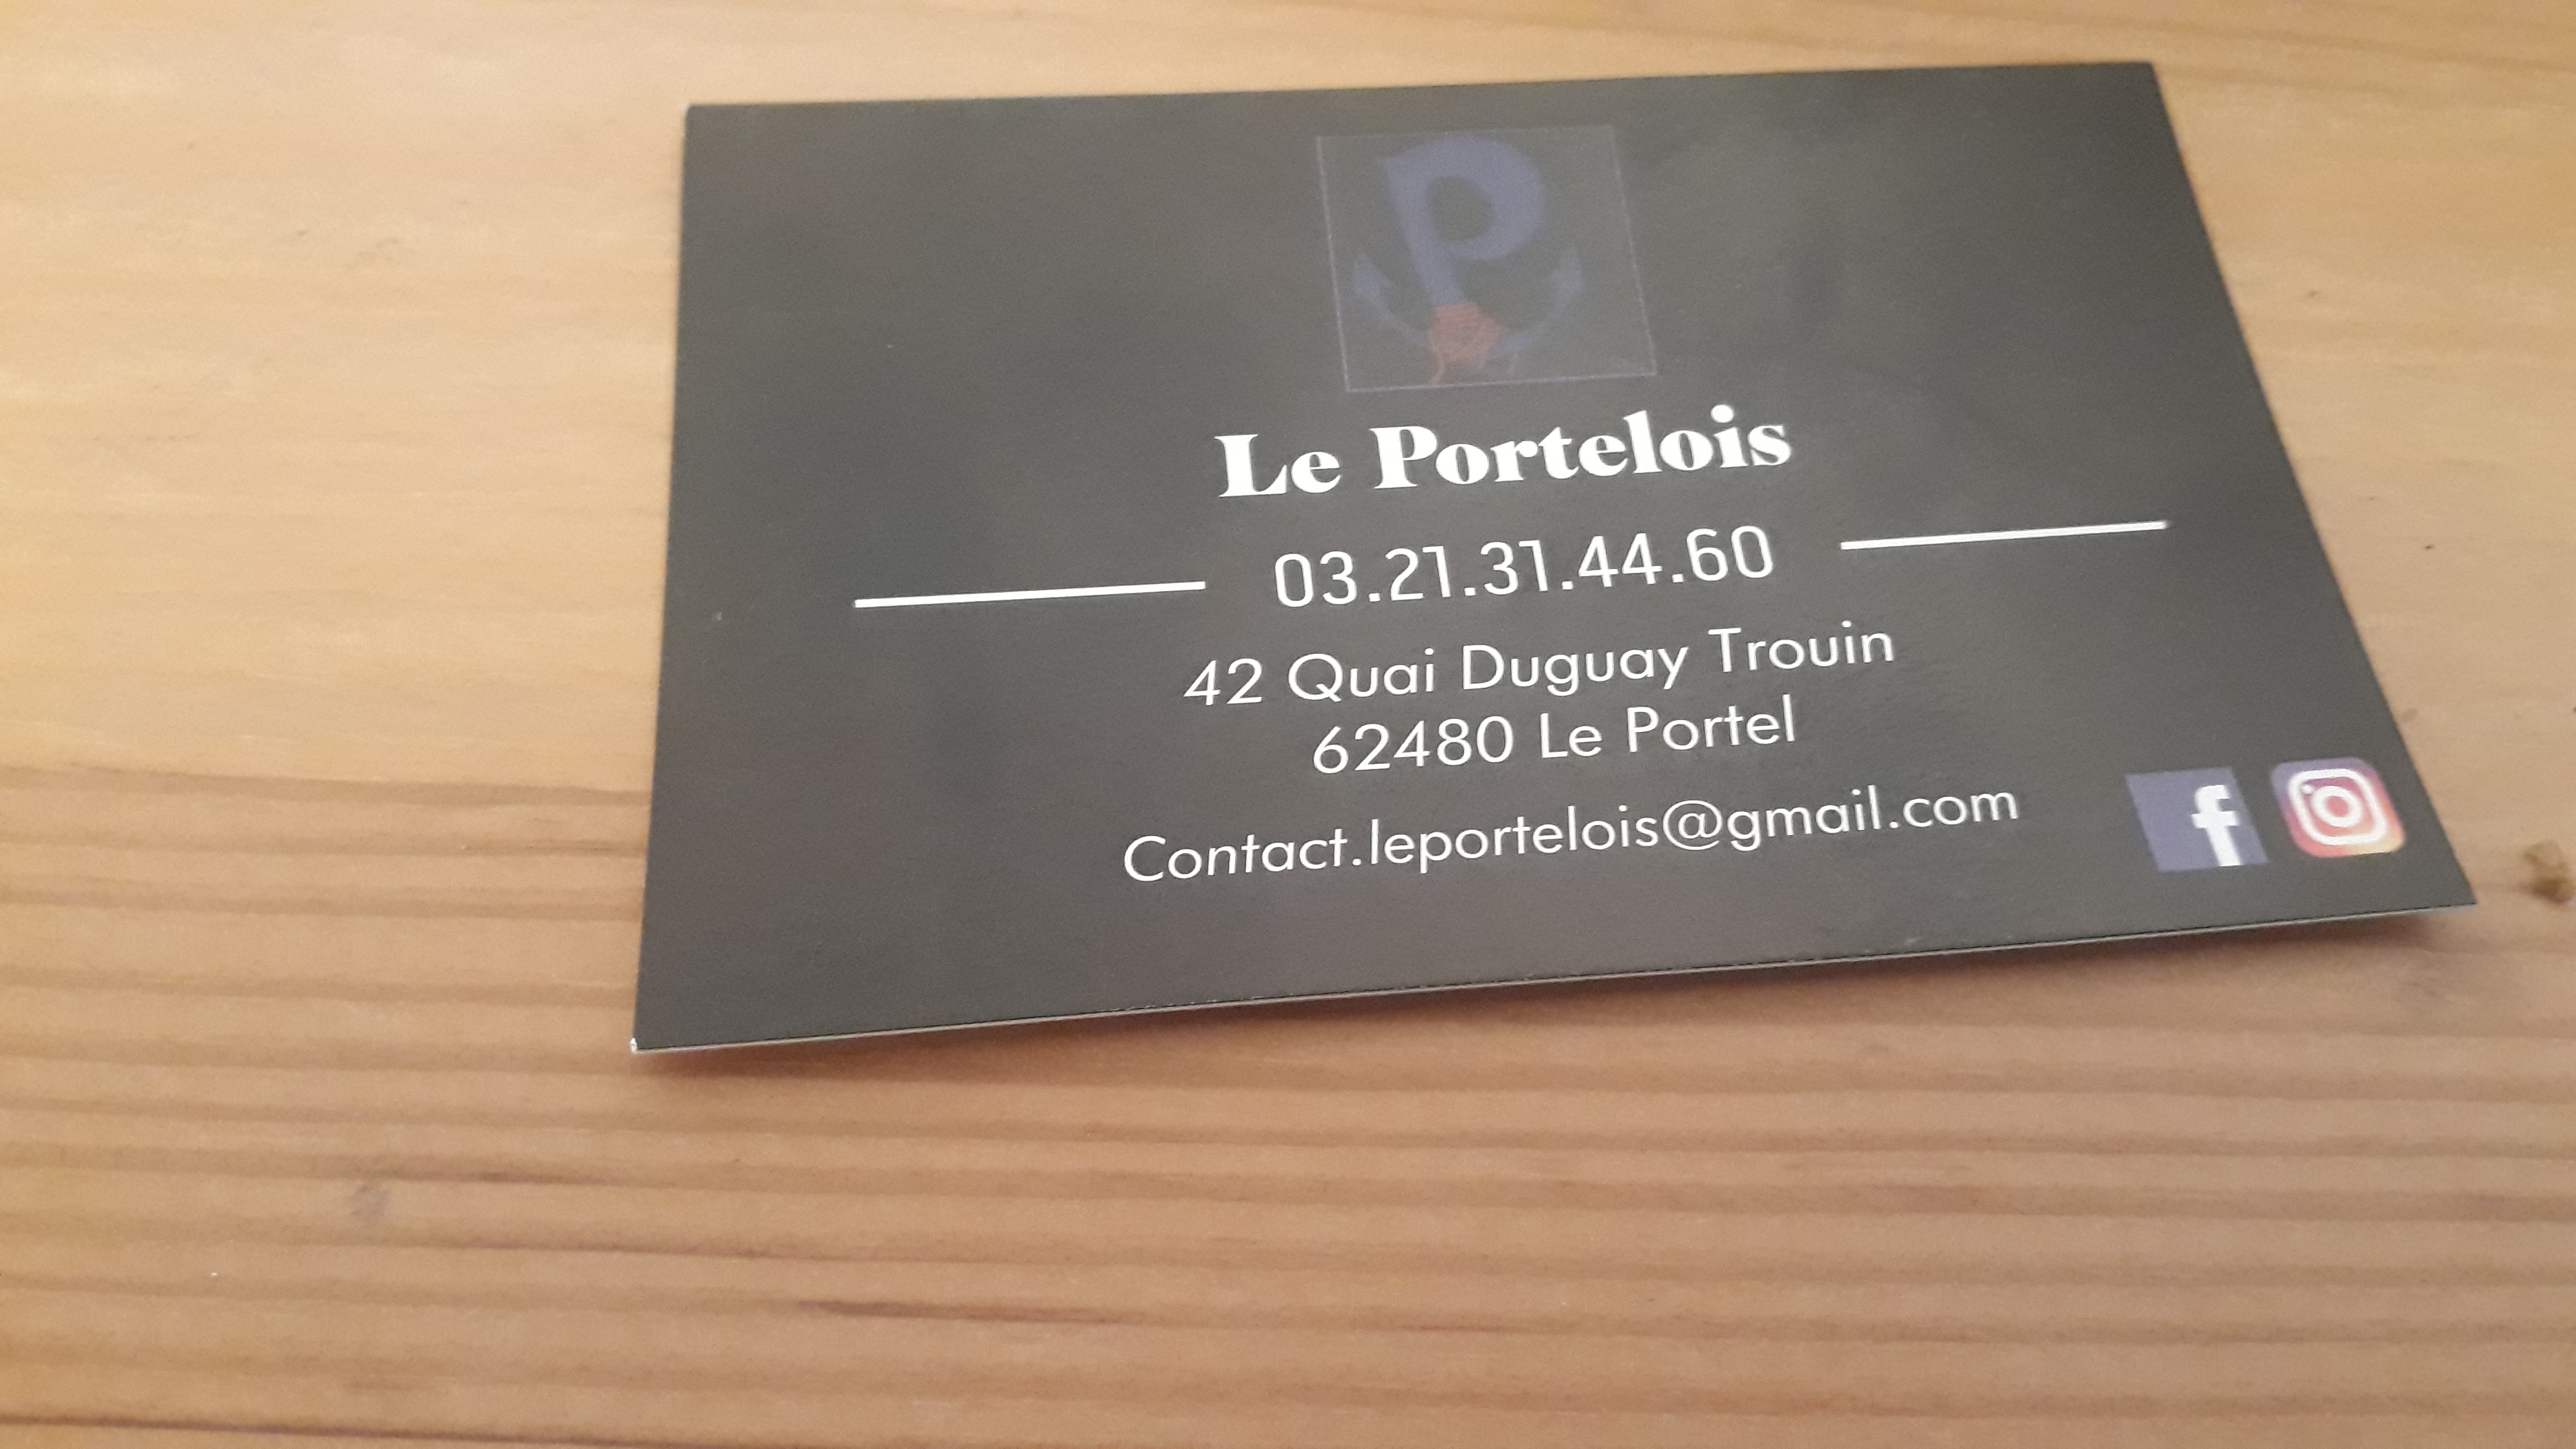 P
Le Portelois
03.21.31.44.60
42 Quai Duguay Trouin
62480 Le Portel
Contact.leportelois@gmail.com
f